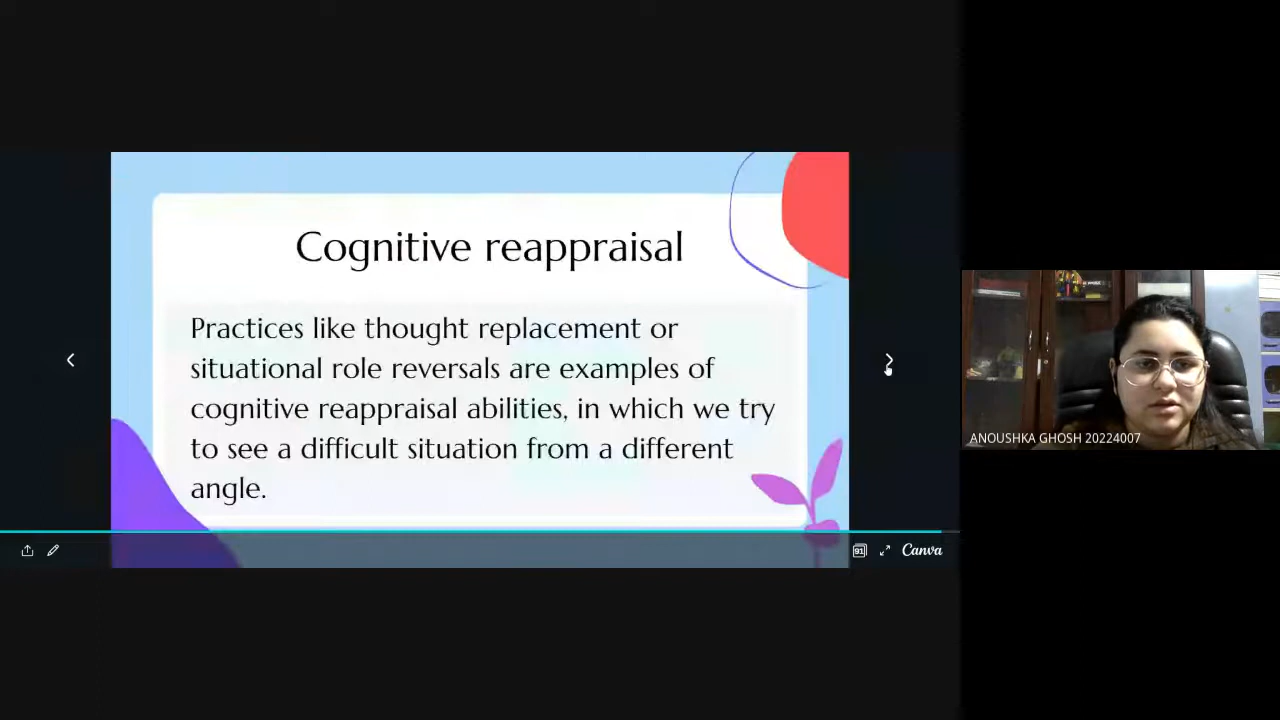 Cognitive reappraisal
Practices like thought replacement or
situational role reversals are examples of
cognitive reappraisal abilities, in which we try
to see a difficult situation from a different
angle.
ANOUSHKA GHOSH 20224007
91
Canva